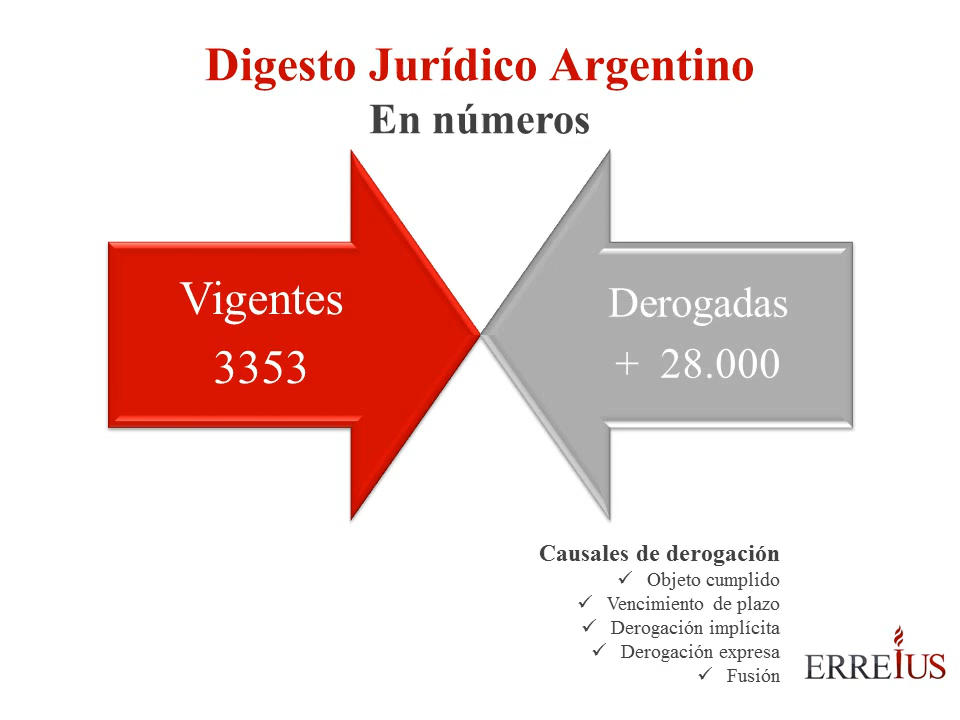 Digesto Jurídico Argentino
En números
Vigentes
3353
Derogadas
+ 28.000
Causales de derogación
✓ Objeto cumplido
✓ Vencimiento de plazo
✓ Derogación implícita
✓ Derogación expresa
✓ Fusión
ERREIUS